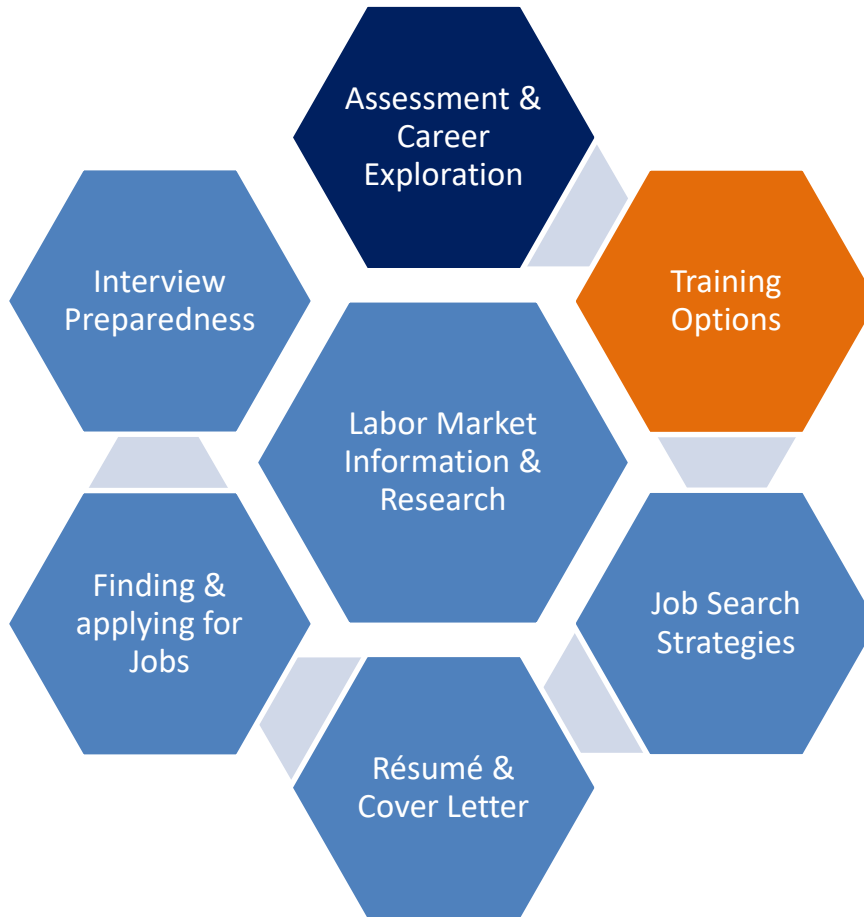 Assessment &
Career
Exploration
Training
Options
Job Search
Strategies
Résumé &
Cover Letter
Finding &
applying for
Jobs
Interview
Preparedness
Labor Market
Information &
Research